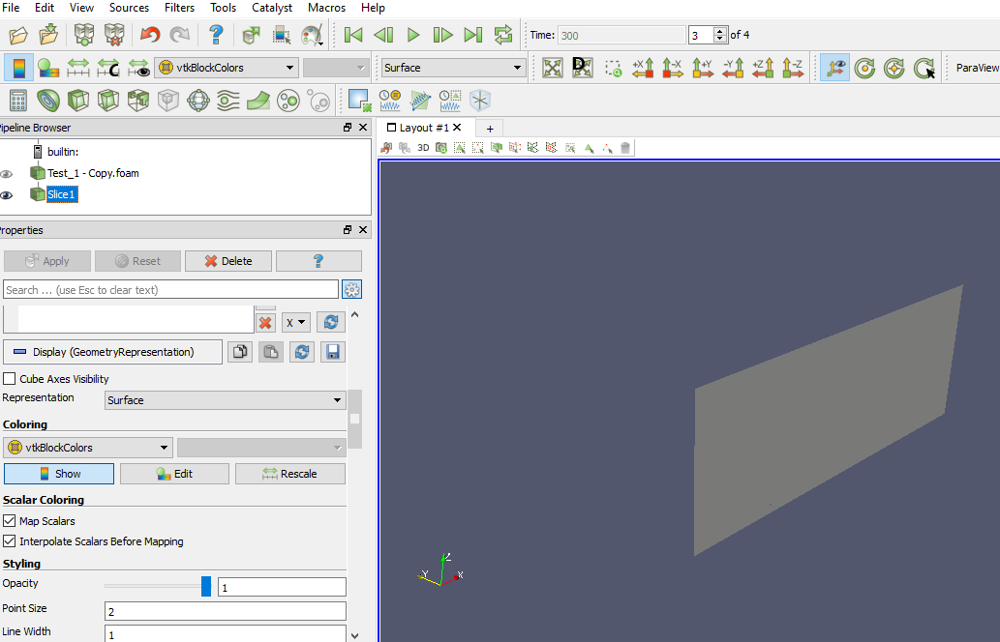 File Edit View Sources Filters Tools Catalyst Macros Help
Time: 300 3 of 4
vtkBlockColors Surface +X -X +Y -Y +Z -Z ParaView
Pipeline Browser
Layout #1 +
3D
builtin:
Test_1 - Copy.foam
Slice1
Properties
Apply Reset Delete ?
Search ... (use Esc to clear text)
X
Display (GeometryRepresentation)
Cube Axes Visibility
Representation Surface
Coloring
vtkBlockColors
Show Edit Rescale
Scalar Coloring
Map Scalars
Interpolate Scalars Before Mapping
Styling
Opacity 1
Point Size 2
Line Width 1
Z
Y X